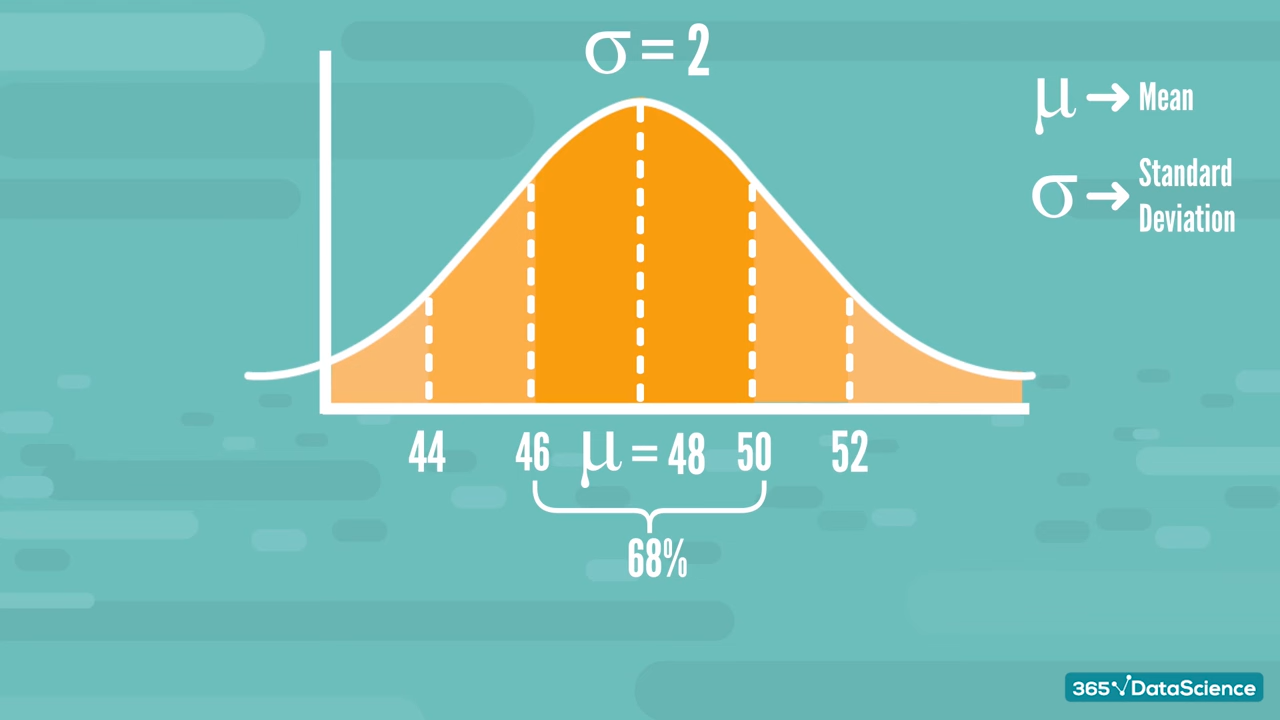 σ = 2
μ → Mean
σ → Standard
Deviation
44 46 μ = 48 50 52
68%
365 DataScience